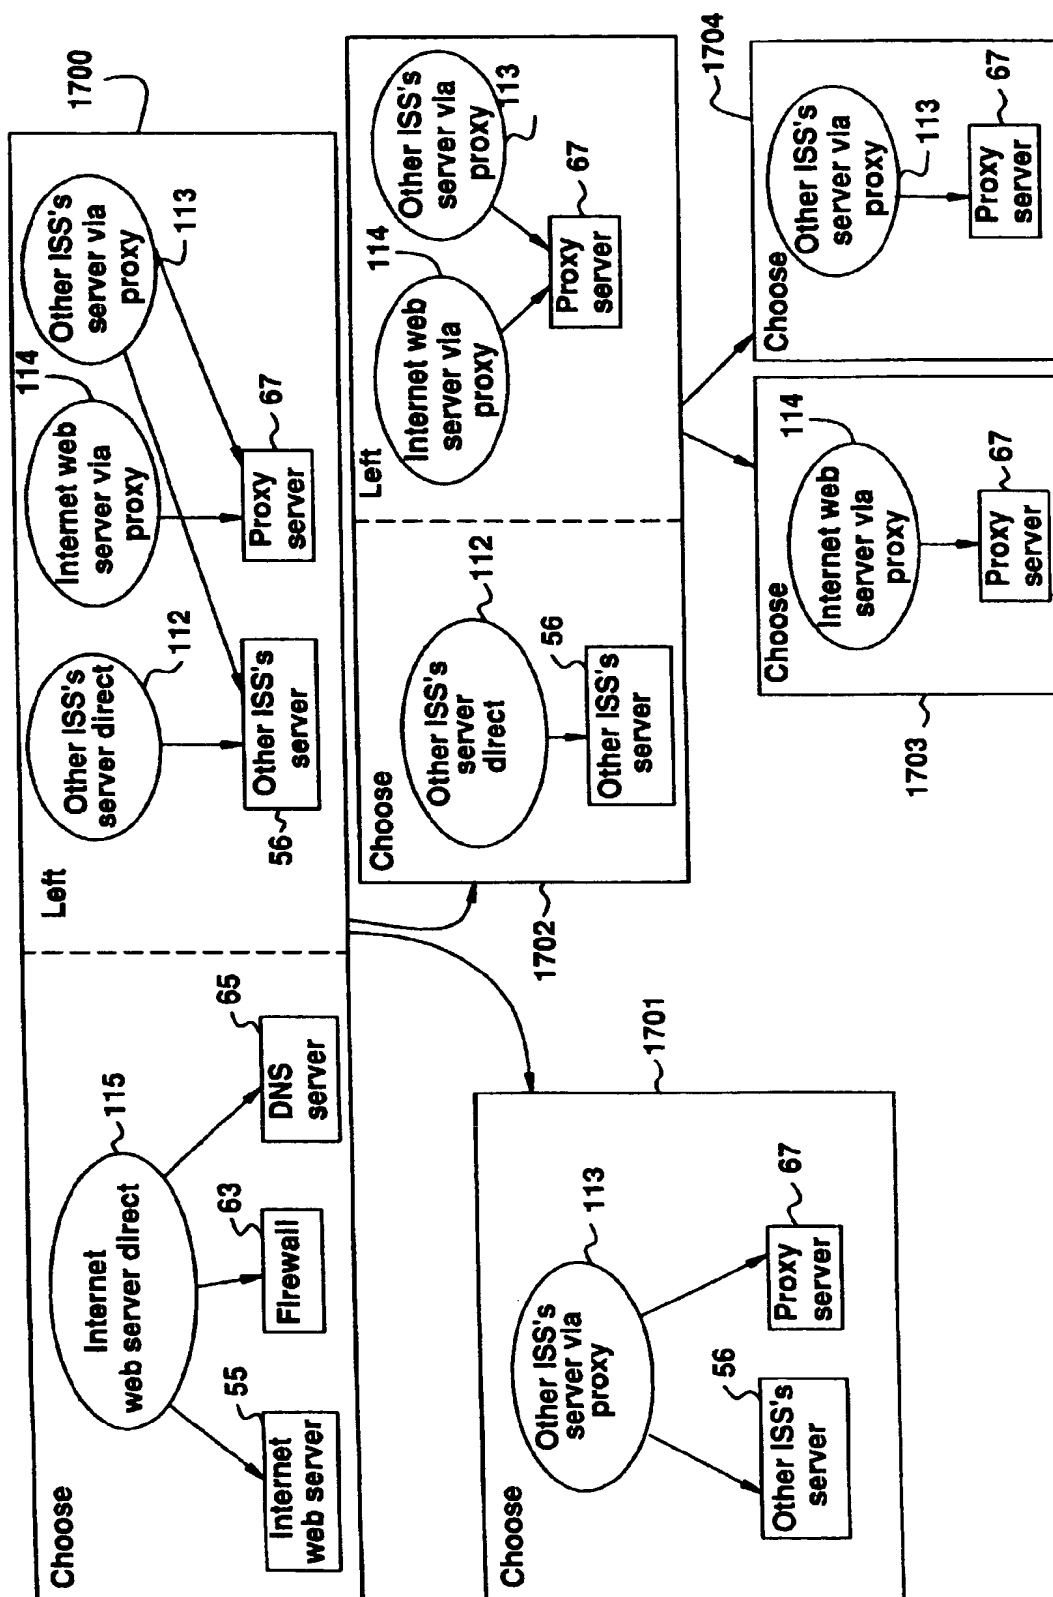 1700
Choose
Internet
web server direct
115
Internet
web server
55
Firewall
63
DNS
server
65
Left
Other ISS's
server direct
112
Internet web
server via
proxy
114
Other ISS's
server via
proxy
113
56
Other ISS's
server
Proxy
server
67
1701
Choose
Other ISS's
server via
proxy
113
Other ISS's
server
56
Proxy
server
67
1702
Choose
Other ISS's
server
direct
112
Other ISS's
server
56
Left
Internet web
server via
proxy
114
Other ISS's
server via
proxy
113
Proxy
server
67
1703
Choose
Internet web
server via
proxy
114
Proxy
server
67
1704
Choose
Other ISS's
server via
proxy
113
Proxy
server
67